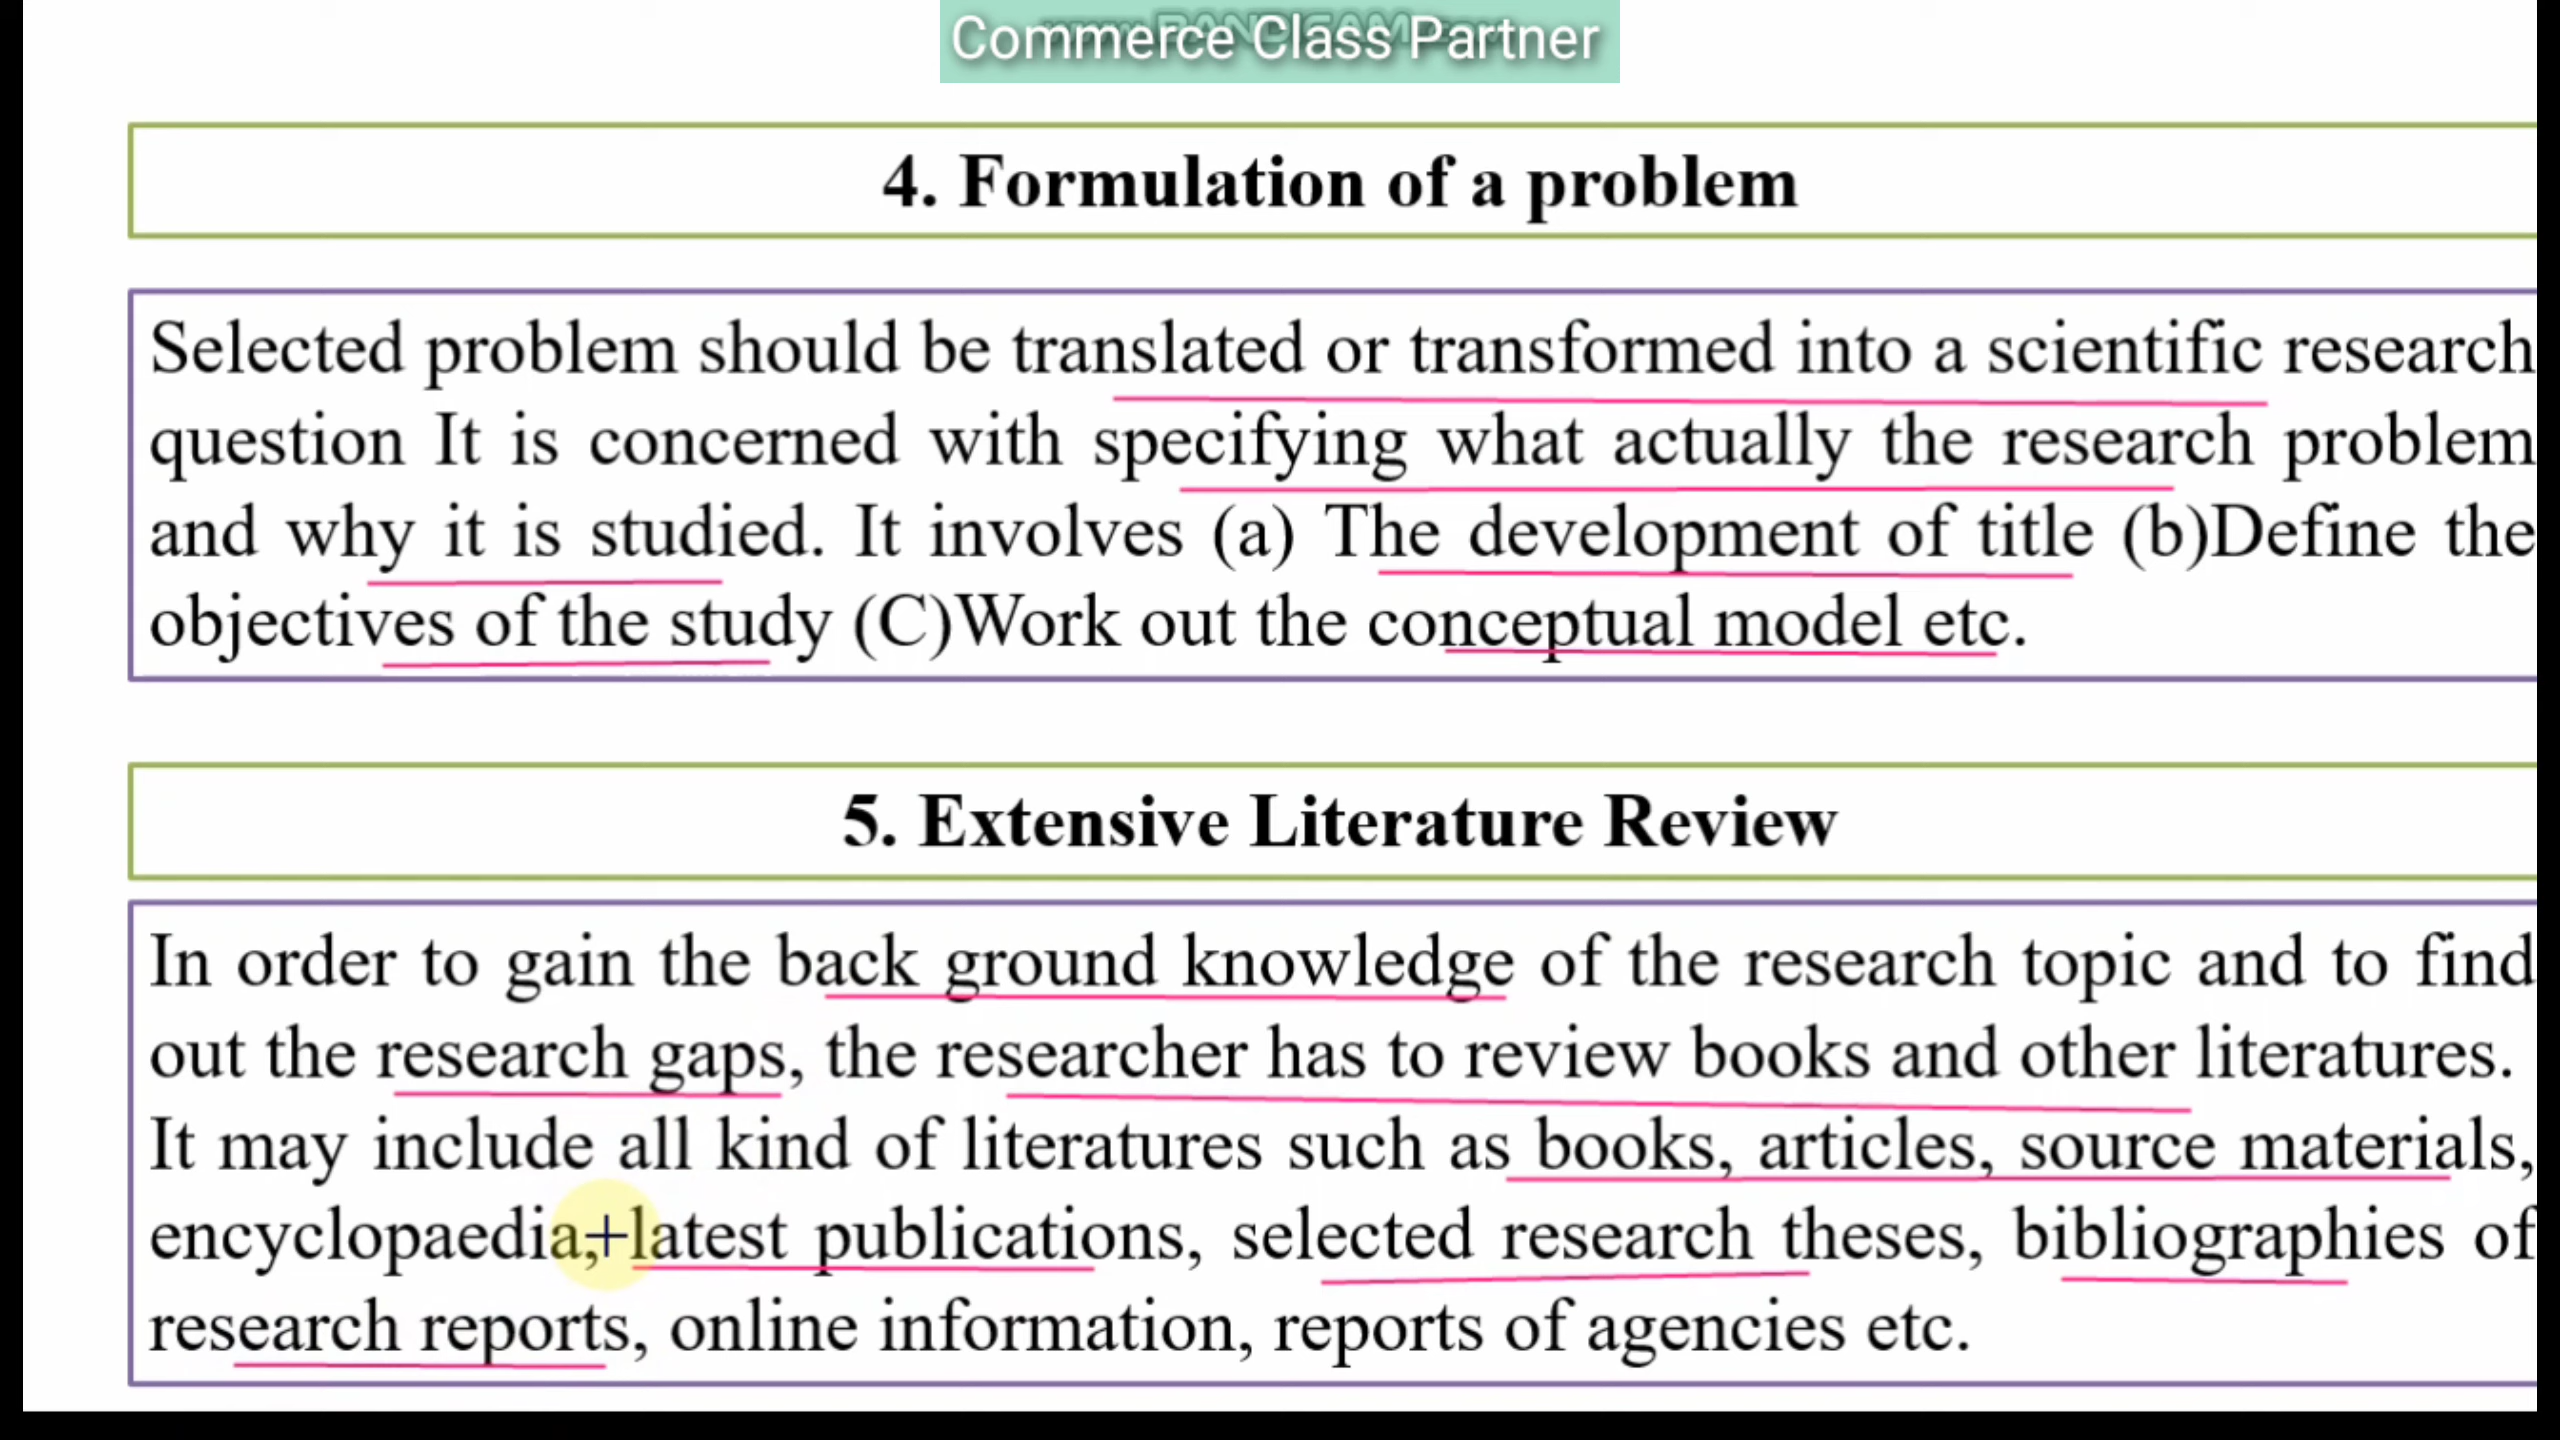 Commerce Class Partner
4. Formulation of a problem
Selected problem should be translated or transformed into a scientific research
question It is concerned with specifying what actually the research problem
and why it is studied. It involves (a) The development of title (b)Define the
objectives of the study (C)Work out the conceptual model etc.
5. Extensive Literature Review
In order to gain the back ground knowledge of the research topic and to find
out the research gaps, the researcher has to review books and other literatures.
It may include all kind of literatures such as books, articles, source materials,
encyclopaedia, latest publications, selected research theses, bibliographies of
research reports, online information, reports of agencies etc.